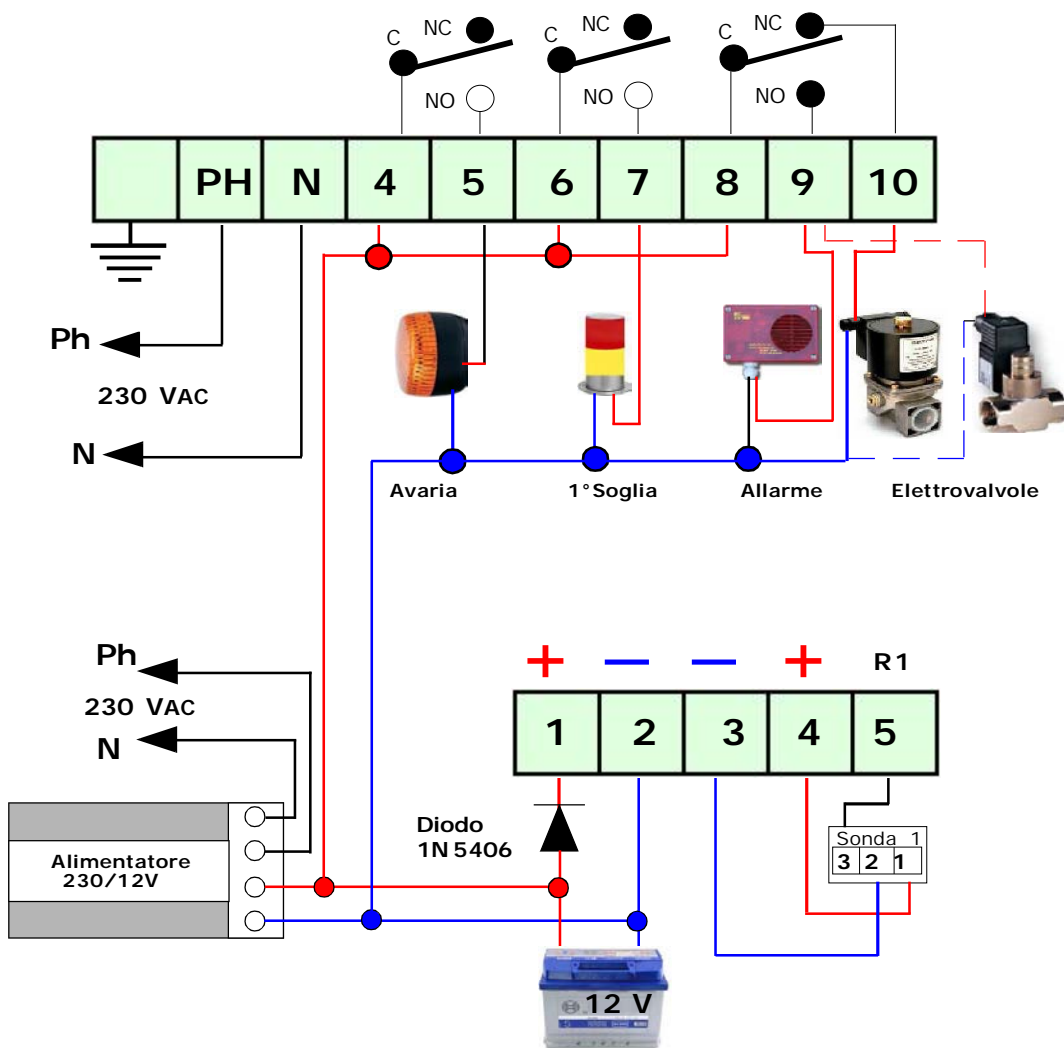 C NC C NC C NC
NO NO NO
PH N 4 5 6 7 8 9 10
Ph
230 VAC
N
Avaria 1°Soglia Allarme Elettrovalvole
Ph
230 VAC
N
+ — — + R1
1 2 3 4 5
Diodo
1N5406
Sonda 1
3 2 1
Alimentatore
230/12V
12 V